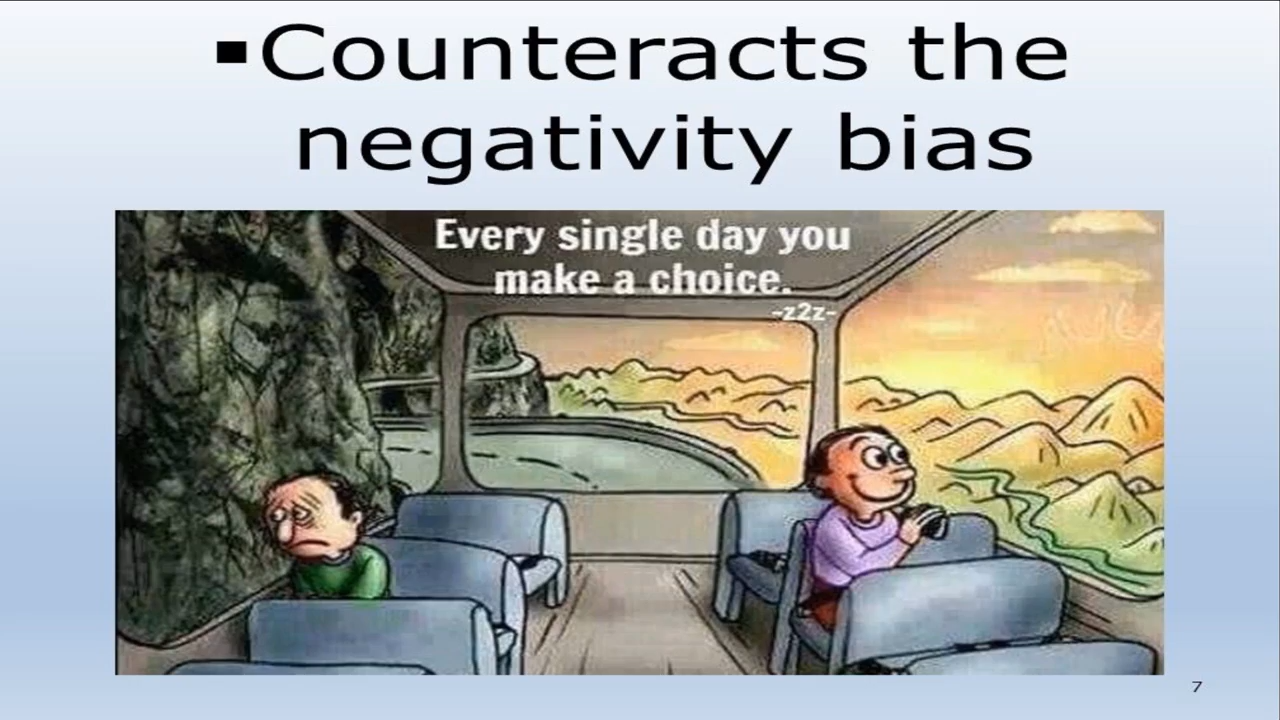 ▪Counteracts the
negativity bias
Every single day you
make a choice.
-z2z-
7